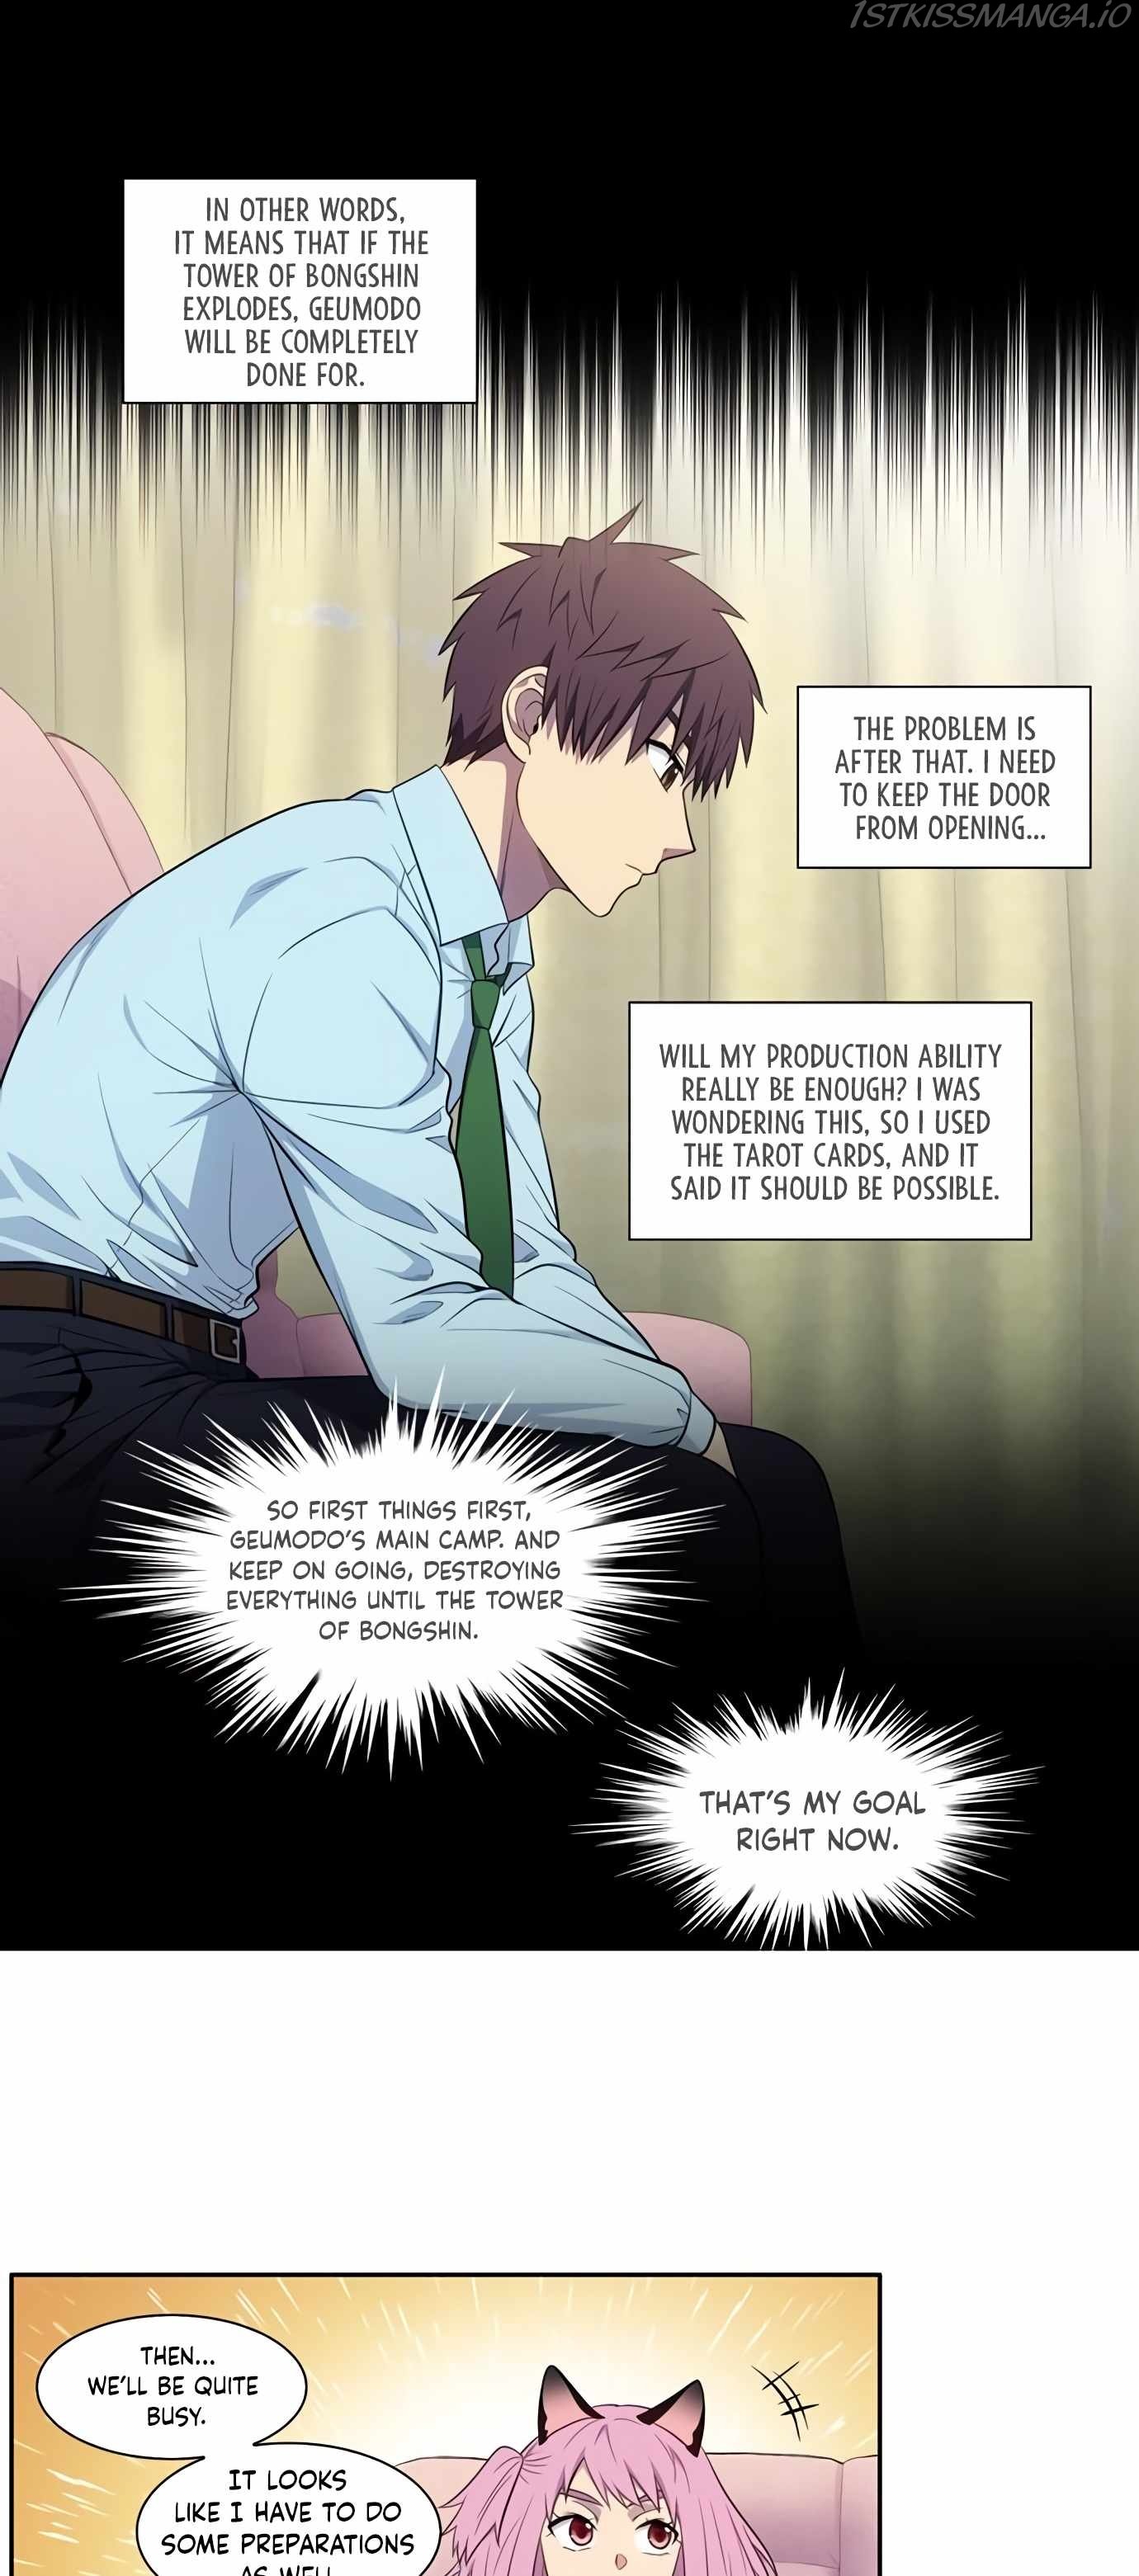 1STKISSMANGA.IO
IN OTHER WORDS,
IT MEANS THAT IF THE
TOWER OF BONGSHIN
EXPLODES, GEUMODO
WILL BE COMPLETELY
DONE FOR.
THE PROBLEM IS
AFTER THAT. I NEED
TO KEEP THE DOOR
FROM OPENING...
WILL MY PRODUCTION ABILITY
REALLY BE ENOUGH? I WAS
WONDERING THIS, SO I USED
THE TAROT CARDS, AND IT
SAID IT SHOULD BE POSSIBLE.
SO FIRST THINGS FIRST,
GEUMODO'S MAIN CAMP. AND
KEEP ON GOING, DESTROYING
EVERYTHING UNTIL THE TOWER
OF BONGSHIN.
THAT'S MY GOAL
RIGHT NOW.
THEN...
WE'LL BE QUITE
BUSY.
IT LOOKS
LIKE I HAVE TO DO
SOME PREPARATIONS
AS WELL